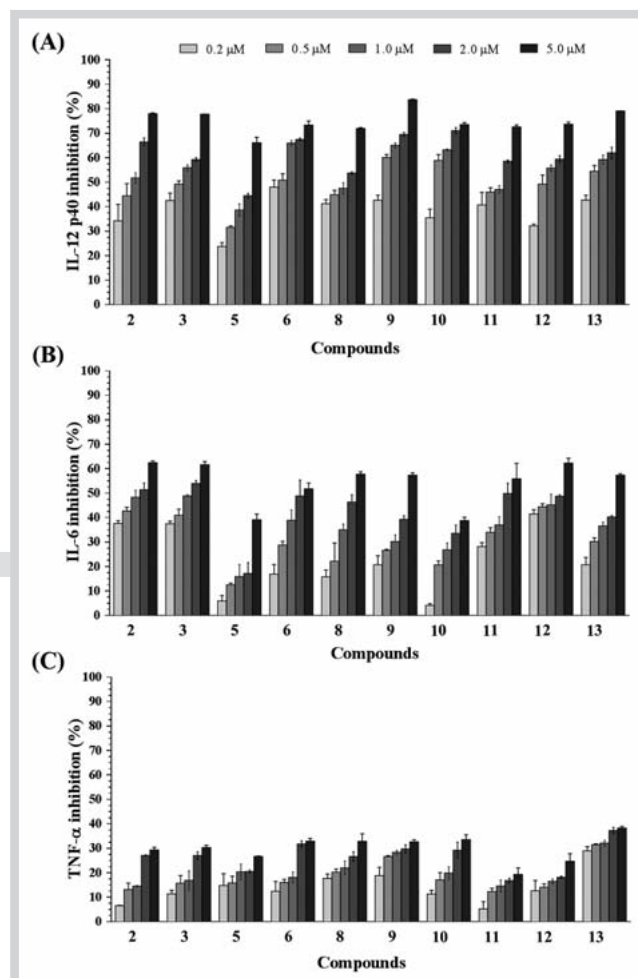 (A)
0.2 µM 0.5 µM 1.0 µM 2.0 µM 5.0 µM
100
90
80
70
60
50
40
30
20
10
0
IL-12 p40 inhibition (%)
2 3 5 6 8 9 10 11 12 13
Compounds
(B)
100
90
80
70
60
50
40
30
20
10
0
IL-6 inhibition (%)
2 3 5 6 8 9 10 11 12 13
Compounds
(C)
100
90
80
70
60
50
40
30
20
10
0
TNF-α inhibition (%)
2 3 5 6 8 9 10 11 12 13
Compounds